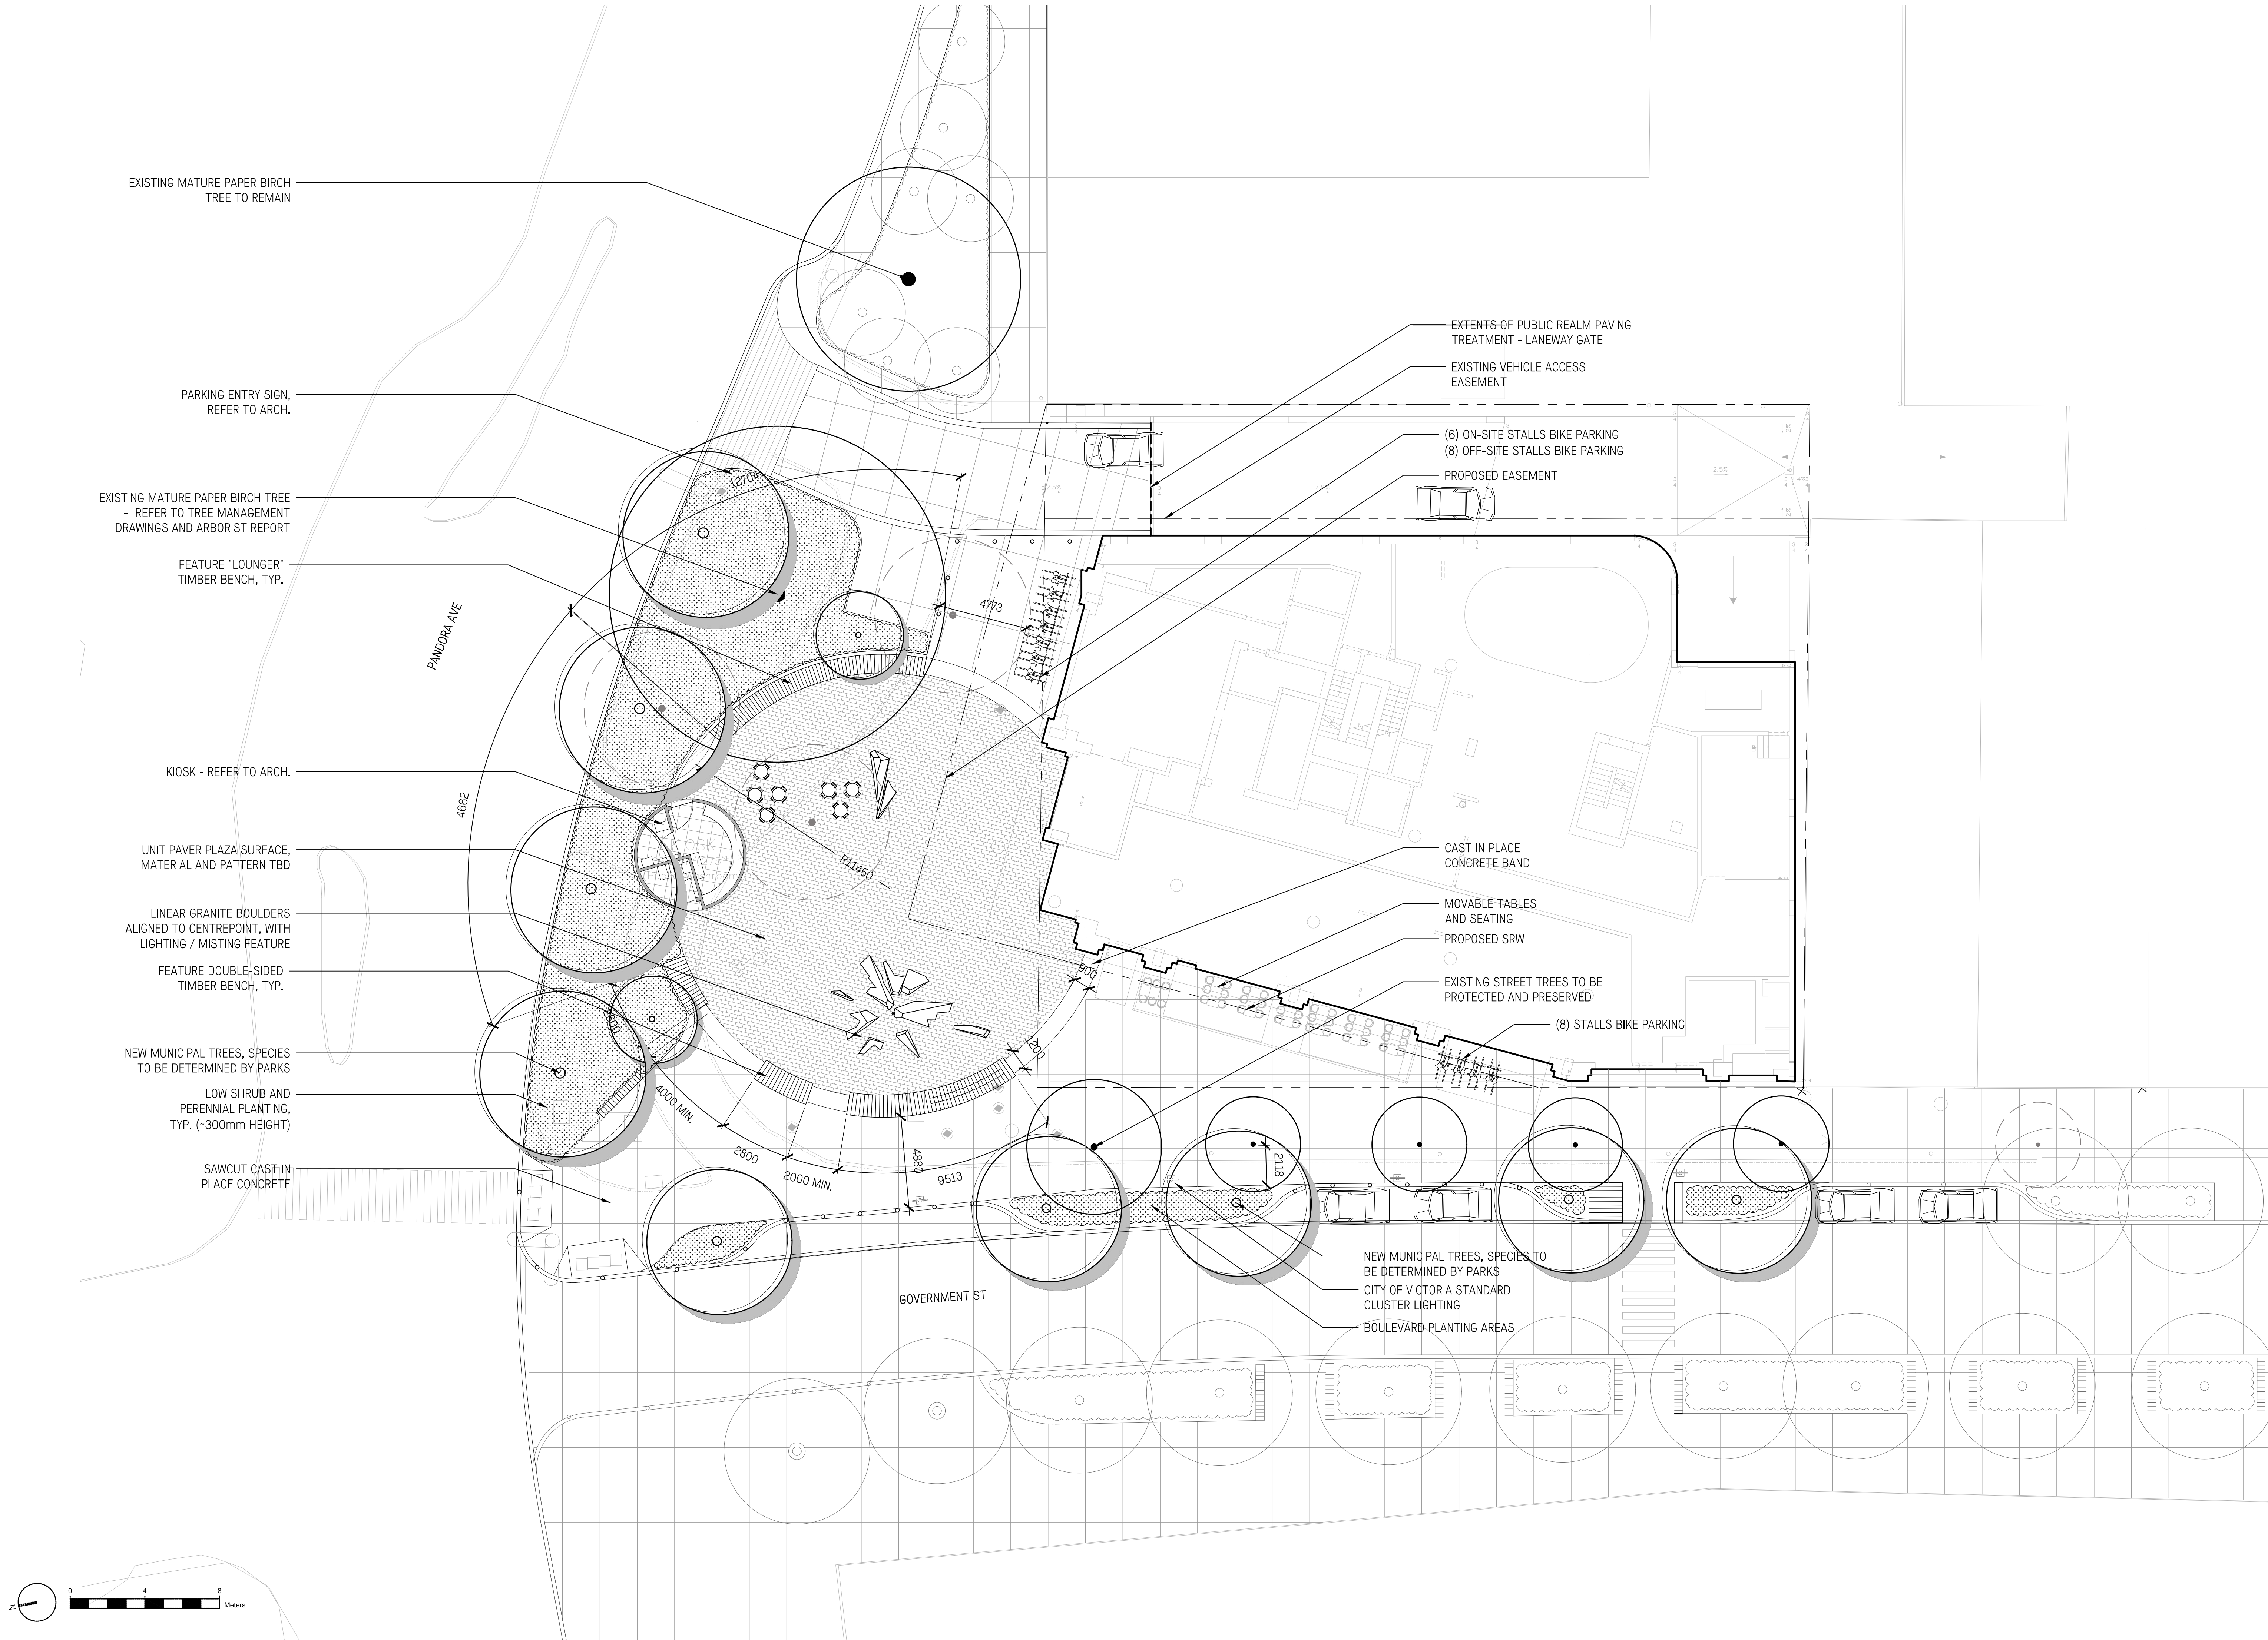 EXISTING MATURE PAPER BIRCH
TREE TO REMAIN
PARKING ENTRY SIGN,
REFER TO ARCH.
EXISTING MATURE PAPER BIRCH TREE
- REFER TO TREE MANAGEMENT
DRAWINGS AND ARBORIST REPORT
FEATURE "LOUNGER"
TIMBER BENCH, TYP.
KIOSK - REFER TO ARCH.
UNIT PAVER PLAZA SURFACE,
MATERIAL AND PATTERN TBD
LINEAR GRANITE BOULDERS
ALIGNED TO CENTREPOINT, WITH
LIGHTING / MISTING FEATURE
FEATURE DOUBLE-SIDED
TIMBER BENCH, TYP.
NEW MUNICIPAL TREES, SPECIES
TO BE DETERMINED BY PARKS
LOW SHRUB AND
PERENNIAL PLANTING,
TYP. (~300mm HEIGHT)
SAWCUT CAST IN
PLACE CONCRETE
PANDORA AVE
12704
4662
4773
R11450
900
1200
4000 MIN.
2800
2000 MIN.
4880
9513
2118
GOVERNMENT ST
EXTENTS OF PUBLIC REALM PAVING
TREATMENT - LANEWAY GATE
EXISTING VEHICLE ACCESS
EASEMENT
(6) ON-SITE STALLS BIKE PARKING
(8) OFF-SITE STALLS BIKE PARKING
PROPOSED EASEMENT
2.5%
CAST IN PLACE
CONCRETE BAND
MOVABLE TABLES
AND SEATING
PROPOSED SRW
EXISTING STREET TREES TO BE
PROTECTED AND PRESERVED
(8) STALLS BIKE PARKING
NEW MUNICIPAL TREES, SPECIES TO
BE DETERMINED BY PARKS
CITY OF VICTORIA STANDARD
CLUSTER LIGHTING
BOULEVARD PLANTING AREAS
N
0 4 8
Meters